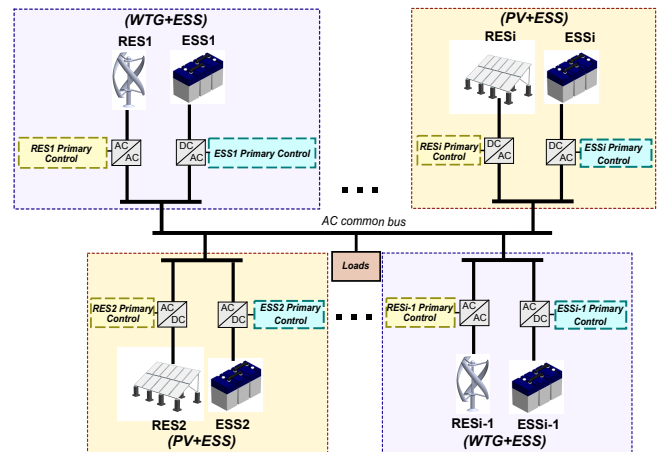 (WTG+ESS)
RES1
ESS1
AC
AC
DC
AC
RES1 Primary
Control
ESS1 Primary Control
(PV+ESS)
RESi
ESSi
DC
AC
DC
AC
RESi Primary
Control
ESSi Primary
Control
AC common bus
Loads
AC
DC
AC
DC
RES2 Primary
Control
ESS2 Primary
Control
RES2
ESS2
(PV+ESS)
AC
AC
AC
DC
RESi-1 Primary
Control
ESSi-1 Primary
Control
RESi-1
ESSi-1
(WTG+ESS)